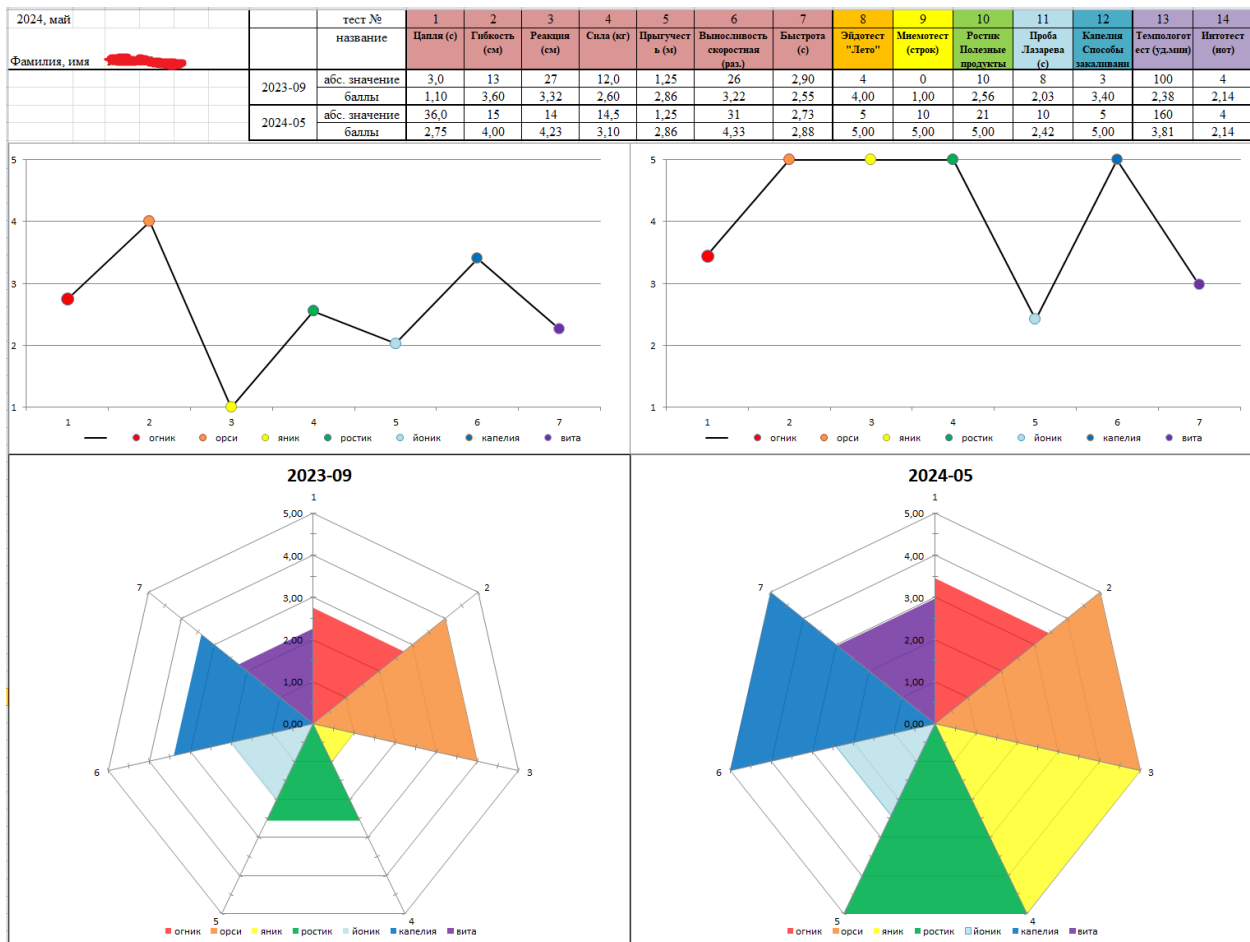 2024, май
тест № 1 2 3 4 5 6 7 8 9 10 11 12 13 14
Фамилия, имя
название Цапля (с) Гибкость (см) Реакция (см) Сила (кг) Прыгучест ь (м) Выносливость скоростная (раз.) Быстрота (с) Эйдотест "Лето" Мнемотест (строк) Ростик Полезные продукты Проба Лазарева (с) Капелия Способы закаливани Темпологот ест (уд.мин) Интотест (нот)
2023-09 абс. значение 3,0 13 27 12,0 1,25 26 2,90 4 0 10 8 3 100 4
баллы 1,10 3,60 3,32 2,60 2,86 3,22 2,55 4,00 1,00 2,56 2,03 3,40 2,38 2,14
2024-05 абс. значение 36,0 15 14 14,5 1,25 31 2,73 5 10 21 10 5 160 4
баллы 2,75 4,00 4,23 3,10 2,86 4,33 2,88 5,00 5,00 5,00 2,42 5,00 3,81 2,14
5
4
3
2
1
1 2 3 4 5 6 7
огник орси яник ростик йоник капелия вита
5
4
3
2
1
1 2 3 4 5 6 7
огник орси яник ростик йоник капелия вита
2023-09
1
5,00
4,00
3,00
2,00
1,00
0,00
2
3
4
5
6
7
огник орси яник ростик йоник капелия вита
2024-05
1
5,00
4,00
3,00
2,00
1,00
0,00
2
3
4
5
6
7
огник орси яник ростик йоник капелия вита